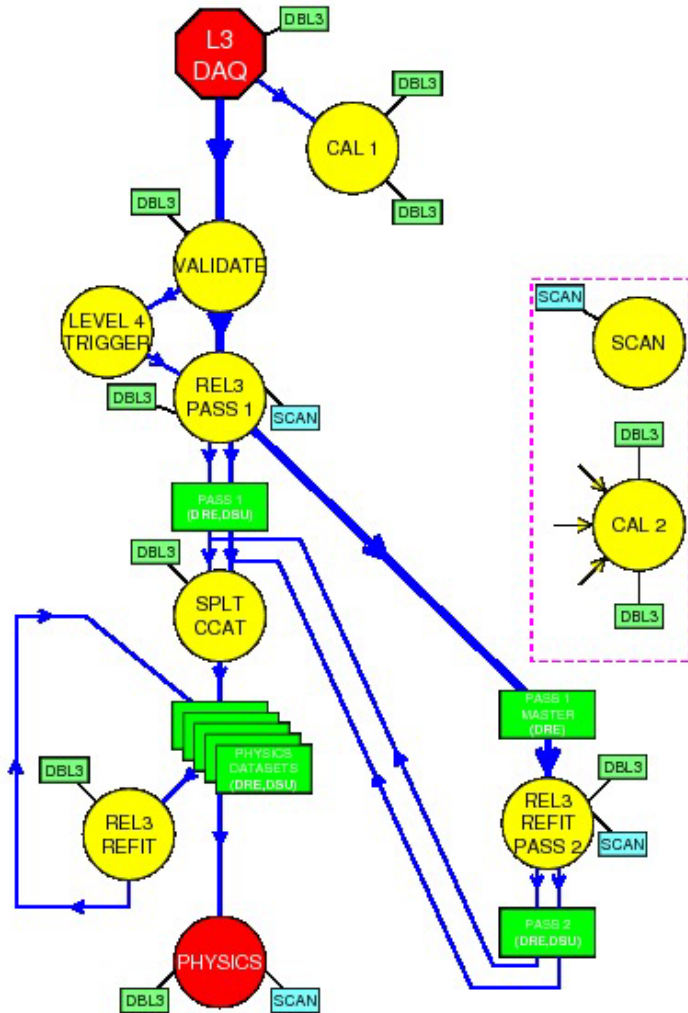 DBL3
L3
DAQ
DBL3
CAL 1
DBL3
DBL3
VALIDATE
SCAN
LEVEL 4
TRIGGER
SCAN
REL3
PASS 1
DBL3
SCAN
DBL3
PASS 1
(DRE,DSU)
CAL 2
DBL3
SPLT
CCAT
DBL3
PASS 1
MASTER
(DRE)
PHYSICS
DATASETS
(DRE,DSU)
DBL3
DBL3
REL3
REFIT
REL3
REFIT
PASS 2
SCAN
PASS 2
(DRE,DSU)
PHYSICS
DBL3
SCAN